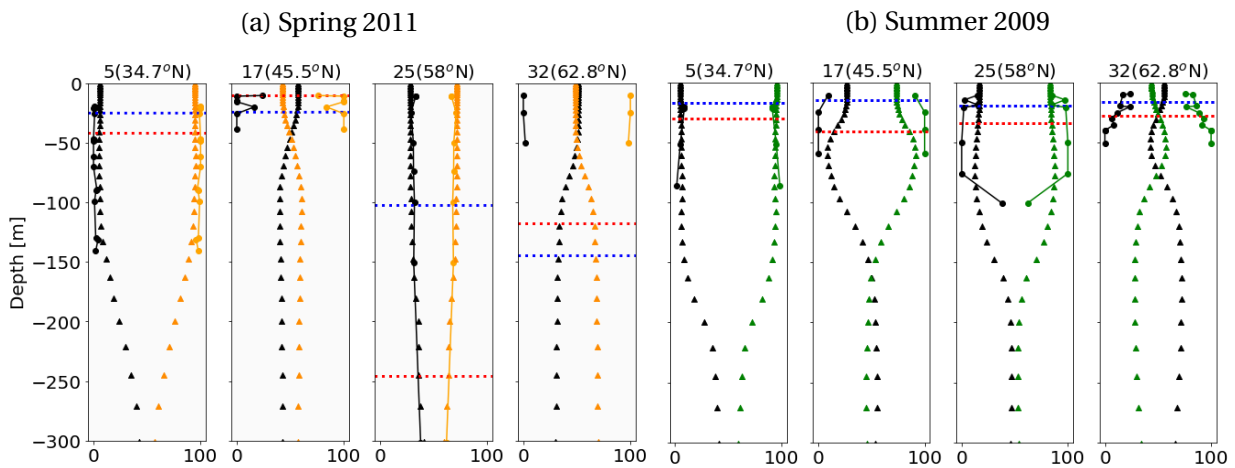 (a) Spring 2011
(b) Summer 2009
5(34.7°N) 17(45.5°N) 25(58°N) 32(62.8°N) 5(34.7°N) 17(45.5°N) 25(58°N) 32(62.8°N)
0
−50
−100
−150
−200
−250
−300
Depth [m]
0 100 0 100 0 100 0 100 0 100 0 100 0 100 0 100